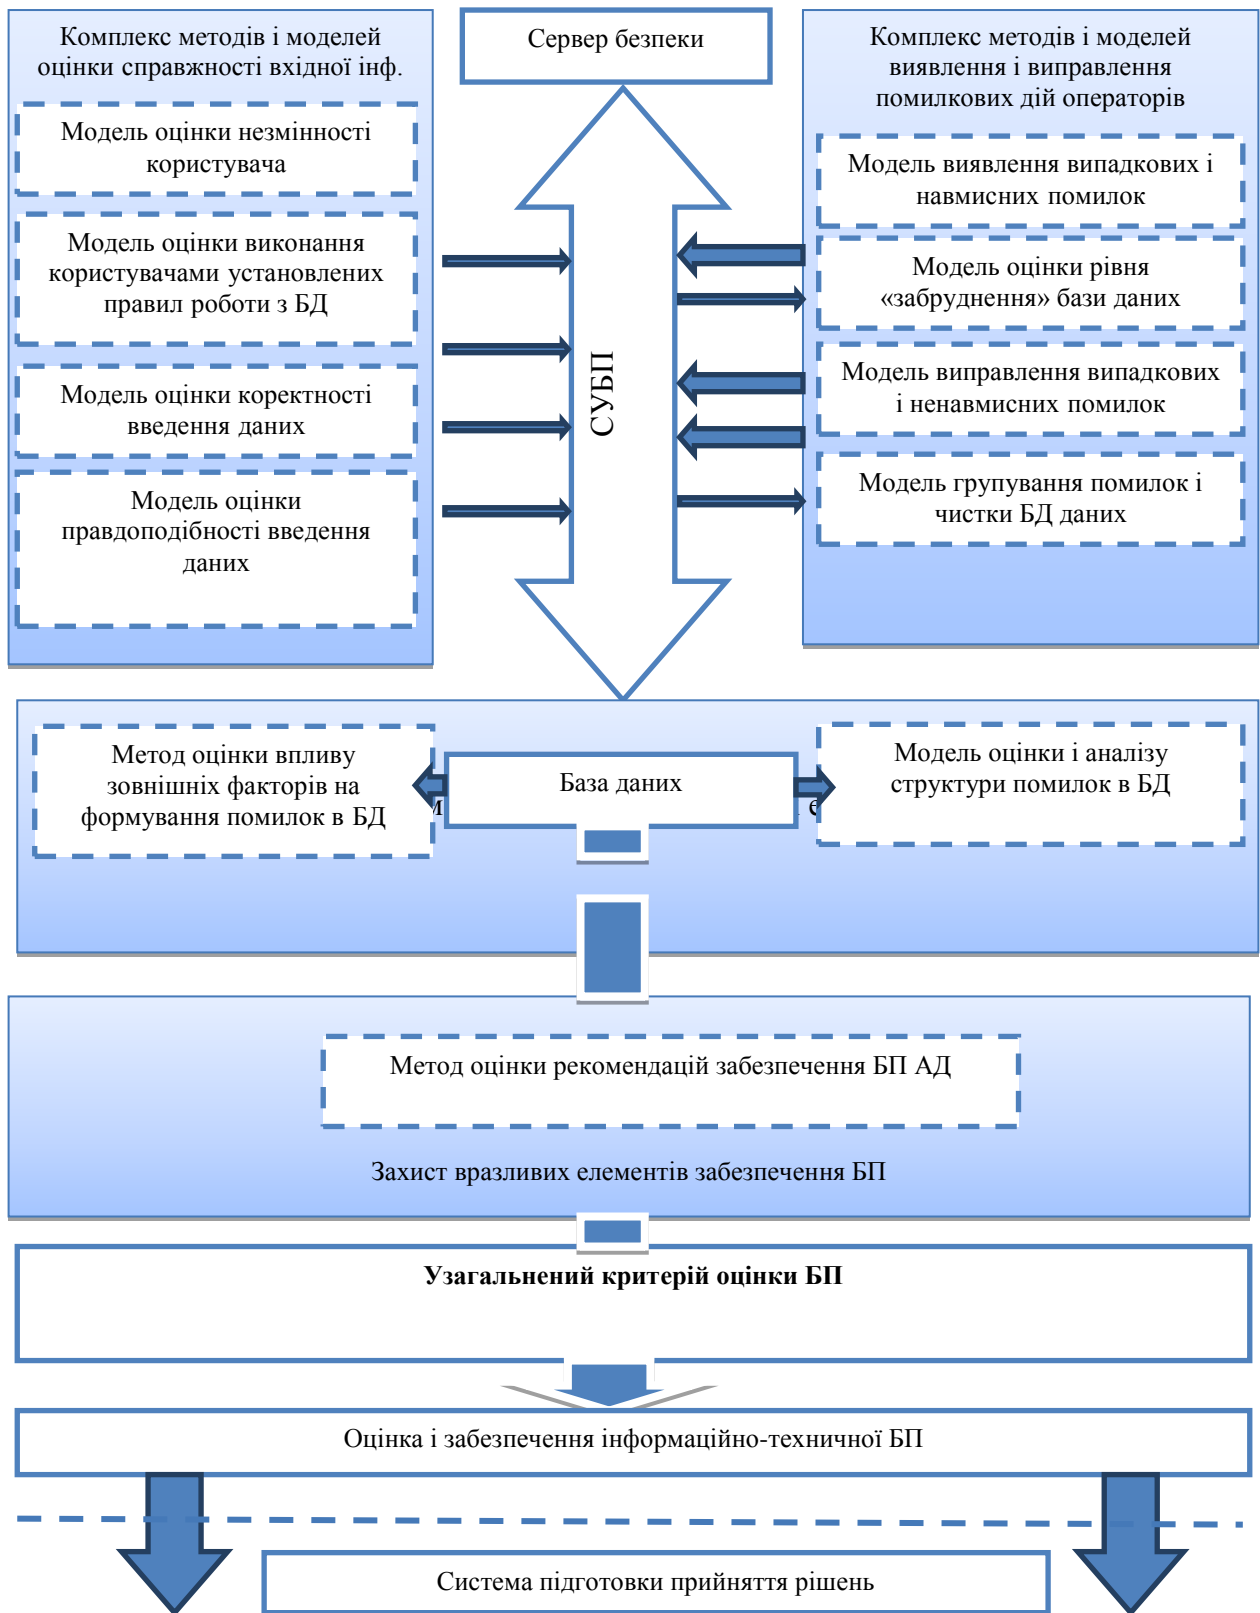 Комплекс методів і моделей
оцінки справжності вхідної інф.
Модель оцінки незмінності
користувача
Модель оцінки виконання
користувачами установлених
правил роботи з БД
Модель оцінки коректності
введення даних
Модель оцінки
правдоподібності введення
даних
Сервер безпеки
СУБП
Комплекс методів і моделей
виявлення і виправлення
помилкових дій операторів
Модель виявлення випадкових і
навмисних помилок
Модель оцінки рівня
«забруднення» бази даних
Модель виправлення випадкових
і ненавмисних помилок
Модель групування помилок і
чистки БД даних
Метод оцінки впливу
зовнішніх факторів на
формування помилок в БД
База даних
Модель оцінки і аналізу
структури помилок в БД
Метод оцінки рекомендацій забезпечення БП АД
Захист вразливих елементів забезпечення БП
Узагальнений критерій оцінки БП
Оцінка і забезпечення інформаційно-техничної БП
Система підготовки прийняття рішень